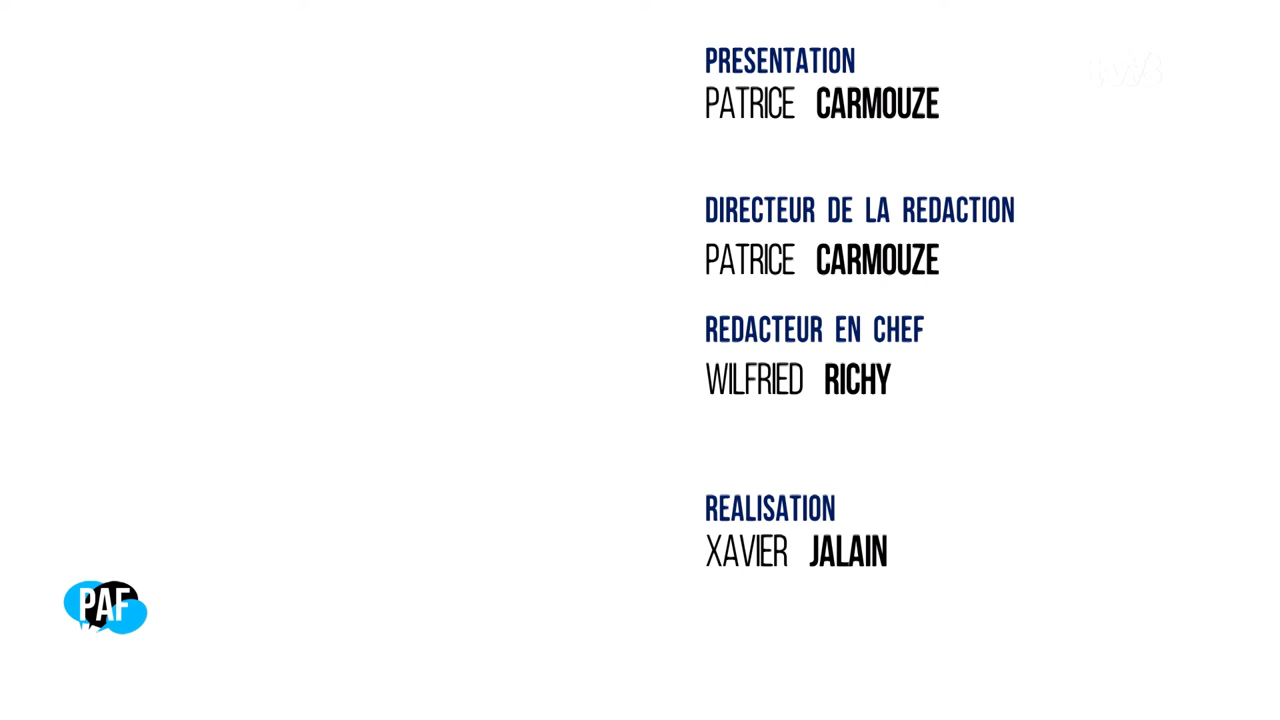 PRESENTATION
PATRICE CARMOUZE
DIRECTEUR DE LA REDACTION
PATRICE CARMOUZE
REDACTEUR EN CHEF
WILFRIED RICHY
REALISATION
XAVIER JALAIN
PAF